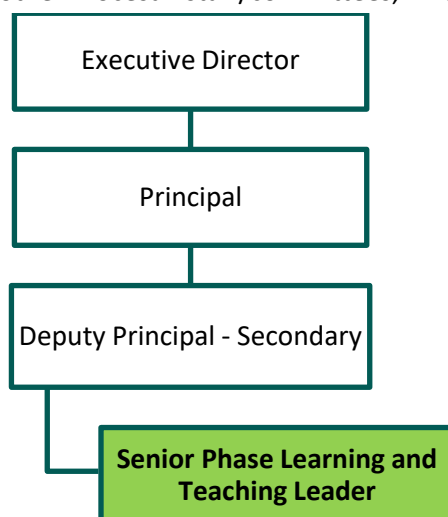 Executive Director
Principal
Deputy Principal - Secondary
Senior Phase Learning and
Teaching Leader